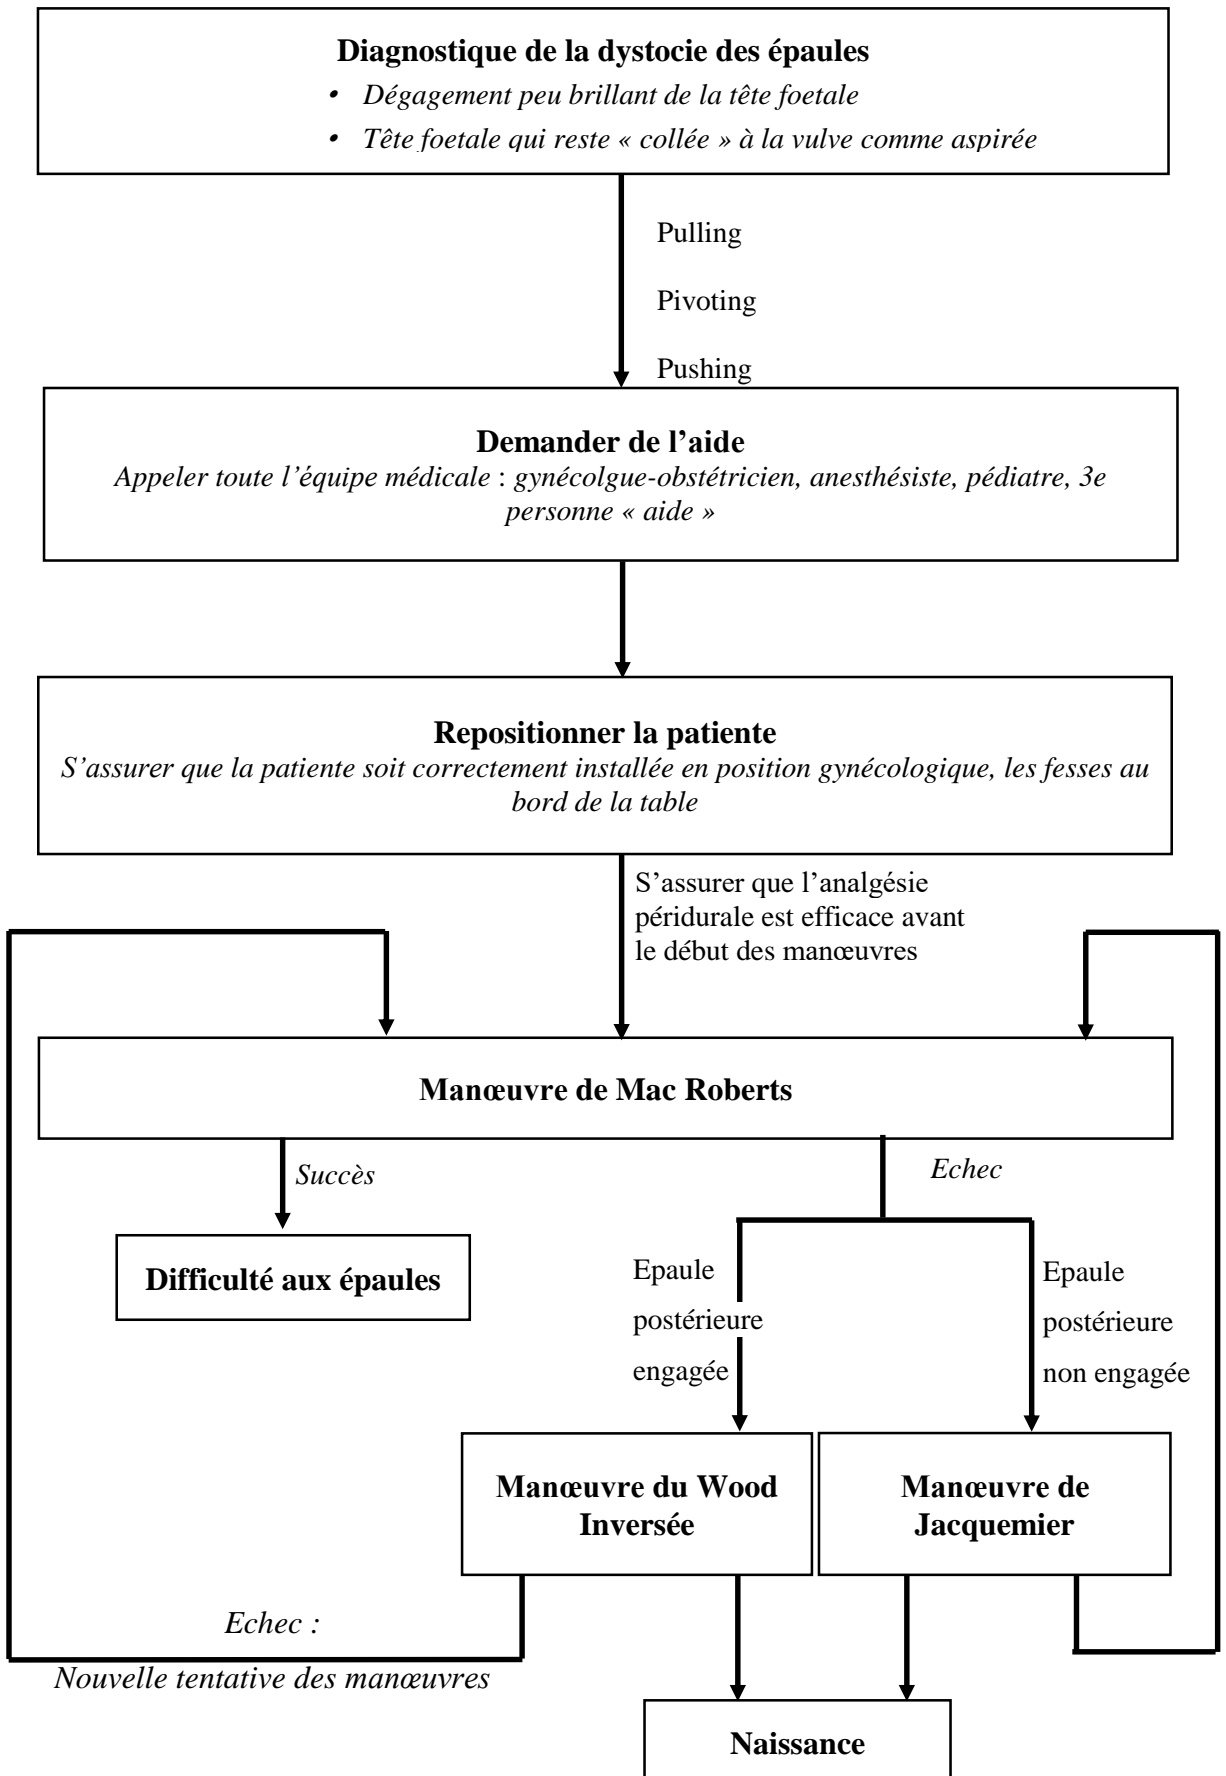 Diagnostique de la dystocie des épaules
• Dégagement peu brillant de la tête foetale
• Tête foetale qui reste « collée » à la vulve comme aspirée
Pulling
Pivoting
Pushing
Demander de l’aide
Appeler toute l’équipe médicale : gynécolgue-obstétricien, anesthésiste, pédiatre, 3e
personne « aide »
Repositionner la patiente
S’assurer que la patiente soit correctement installée en position gynécologique, les fesses au
bord de la table
S’assurer que l’analgésie
péridurale est efficace avant
le début des manœuvres
Manœuvre de Mac Roberts
Succès
Echec
Difficulté aux épaules
Epaule
postérieure
engagée
Epaule
postérieure
non engagée
Manœuvre du Wood
Inversée
Manœuvre de
Jacquemier
Echec :
Nouvelle tentative des manœuvres
Naissance